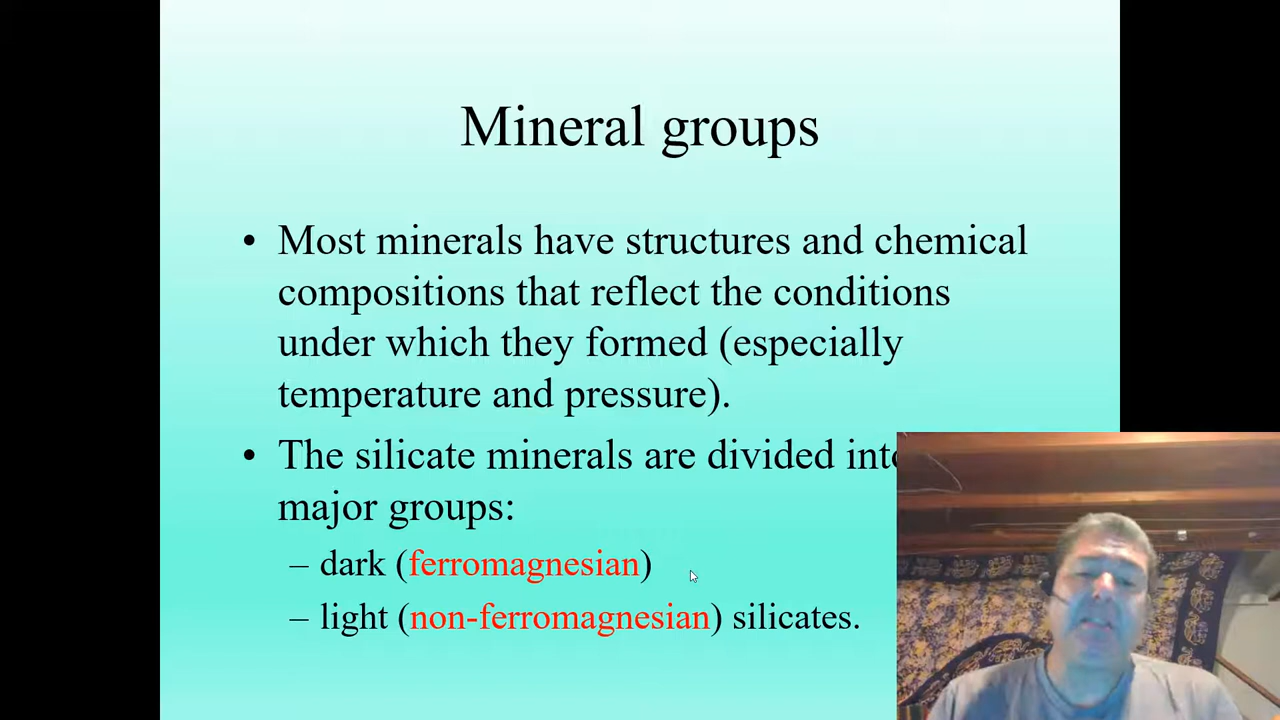 Mineral groups
• Most minerals have structures and chemical
compositions that reflect the conditions
under which they formed (especially
temperature and pressure).
• The silicate minerals are divided
major groups:
– dark (ferromagnesian)
– light (non-ferromagnesian) silicates.